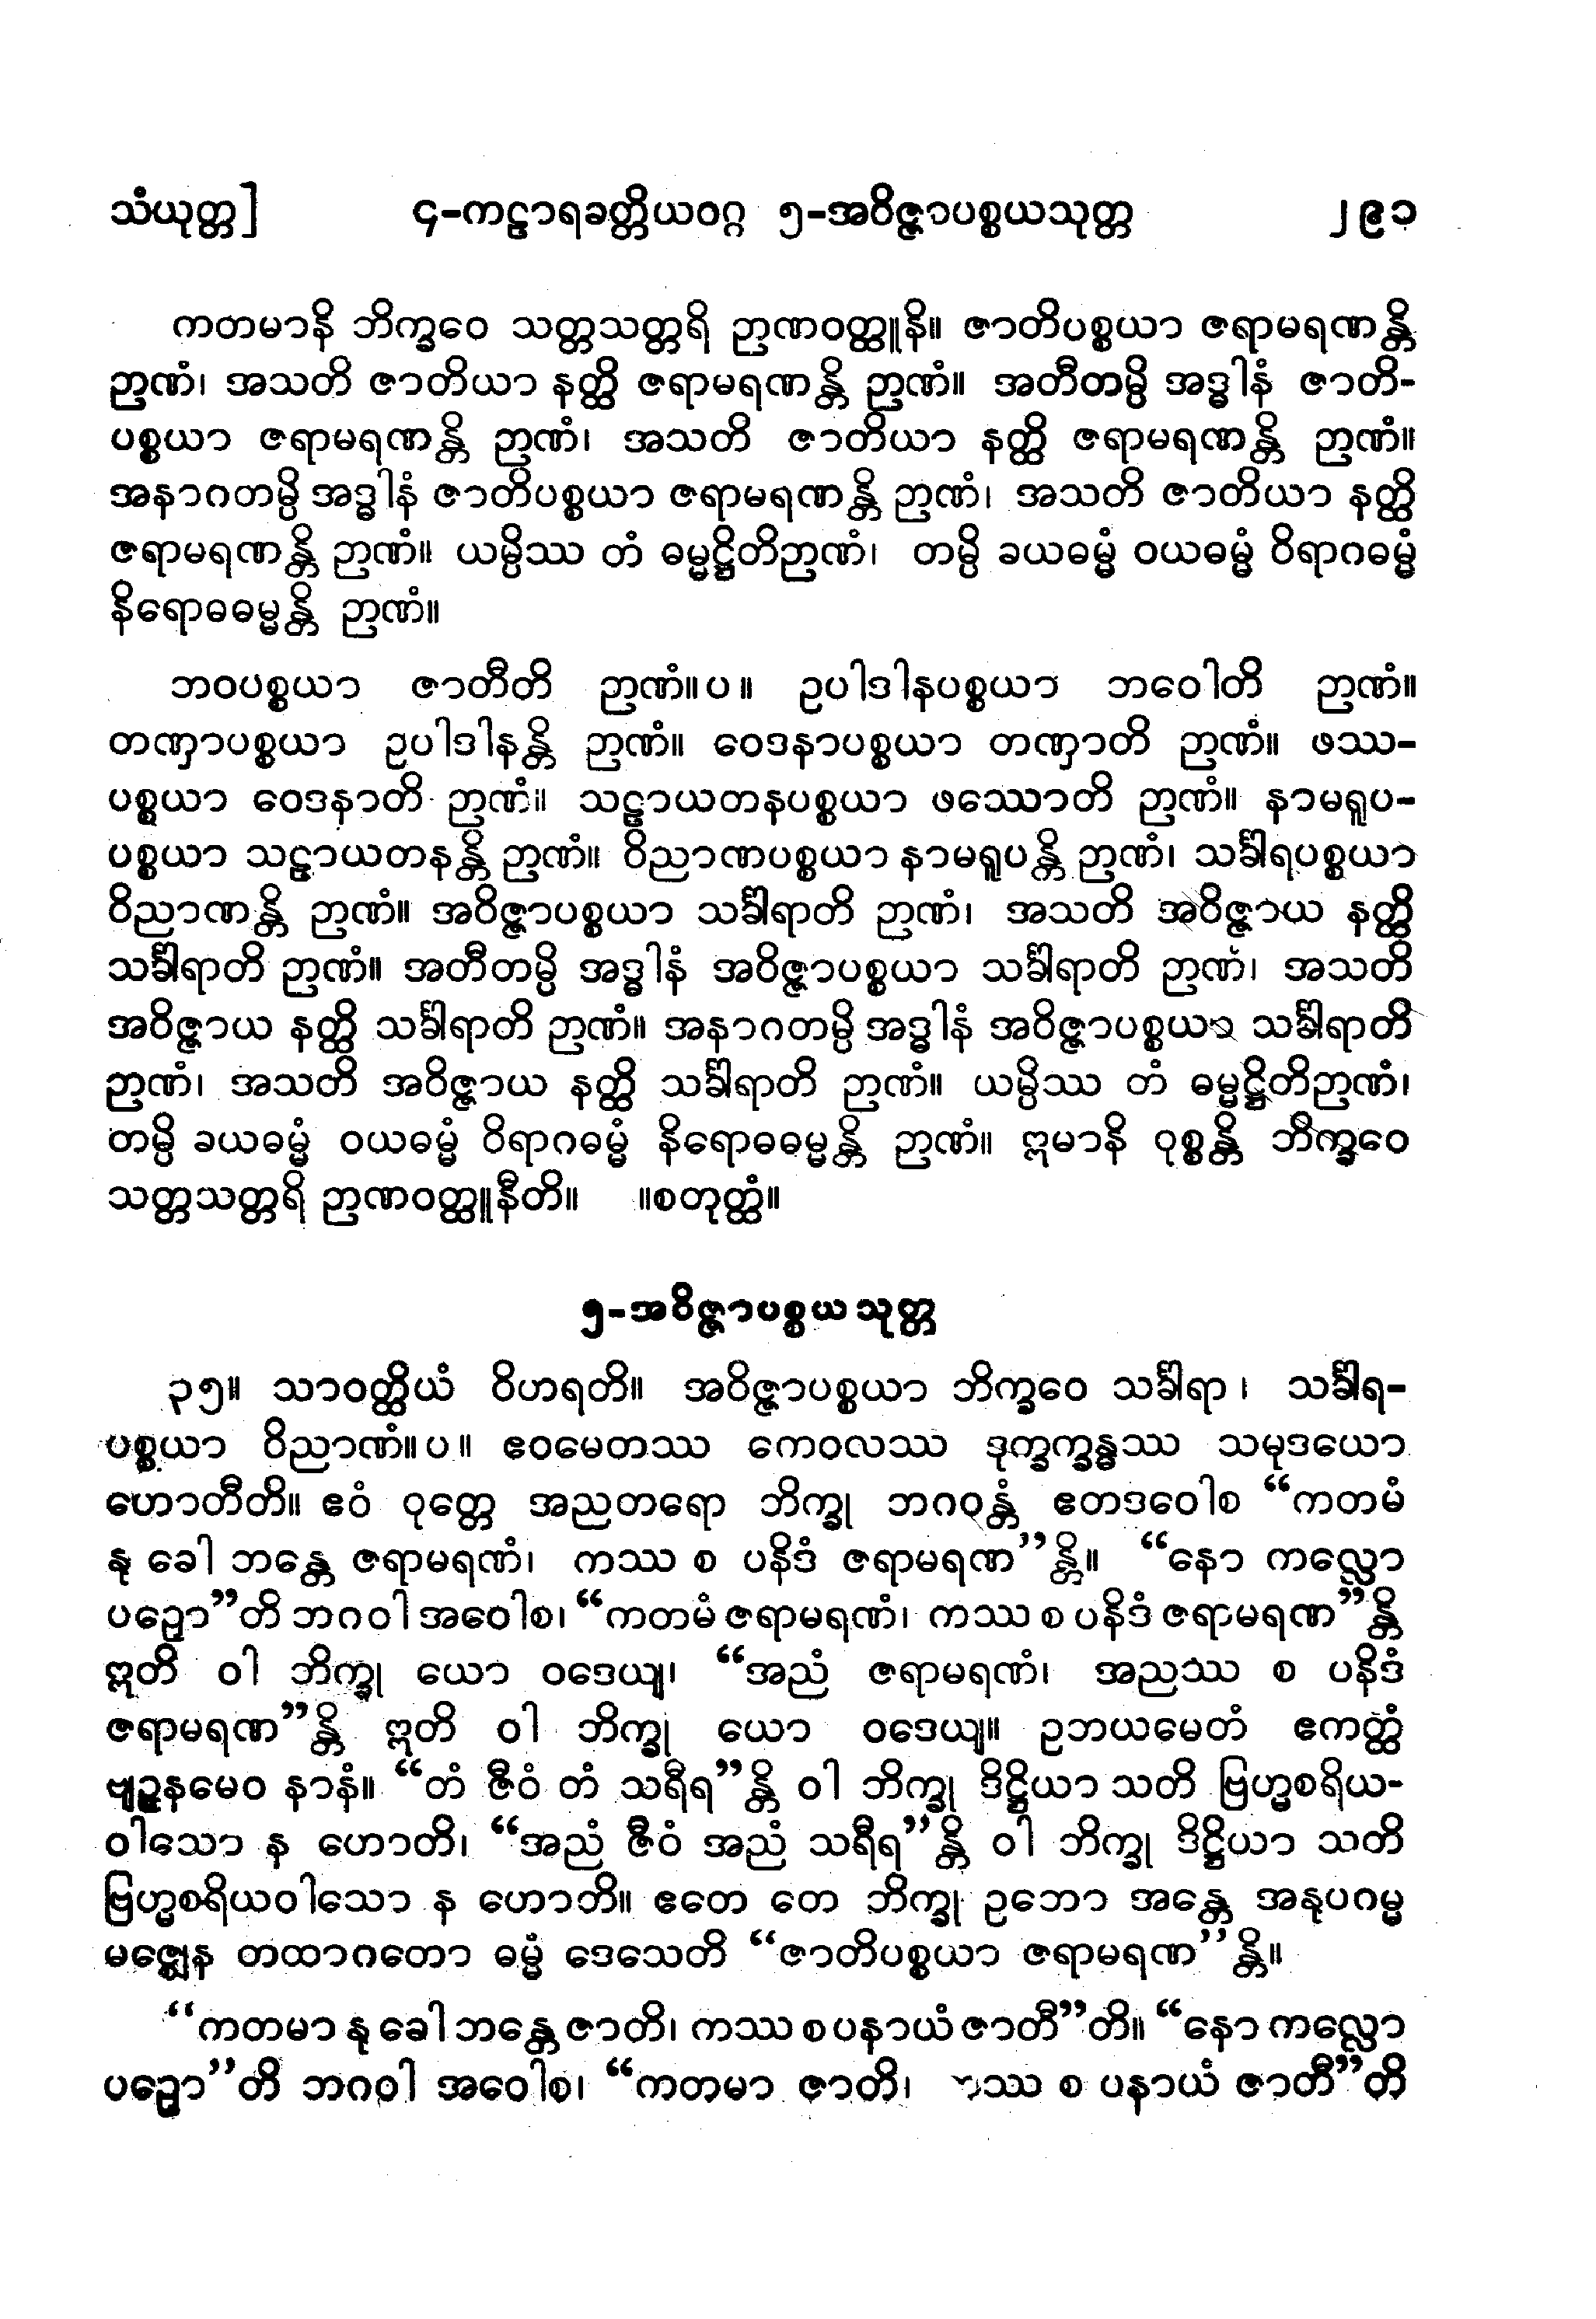 သံယုတ္တ] ၄-ကဠာရခတ္တိယဝဂ္ဂ ၅-အဝိဇ္ဇာပစ္စယသုတ္တ ၂၉၁
ကတမာနိ ဘိက္ခဝေ သတ္တသတ္တရိ ဉာဏဝတ္ထူနိ။ ဇာတိပစ္စယာ ဇရာမရဏန္တိ
ဉာဏံ၊ အသတိ ဇာတိယာ နတ္ထိ ဇရာမရဏန္တိ ဉာဏံ။ အတီတမ္ပိ အဒ္ဓါနံ ဇာတိ-
ပစ္စယာ ဇရာမရဏန္တိ ဉာဏံ၊ အသတိ ဇာတိယာ နတ္ထိ ဇရာမရဏန္တိ ဉာဏံ။
အနာဂတမ္ပိ အဒ္ဓါနံ ဇာတိပစ္စယာ ဇရာမရဏန္တိ ဉာဏံ၊ အသတိ ဇာတိယာ နတ္ထိ
ဇရာမရဏန္တိ ဉာဏံ။ ယမ္ပိဿ တံ ဓမ္မဋ္ဌိတိဉာဏံ၊ တမ္ပိ ခယဓမ္မံ ဝယဓမ္မံ ဝိရာဂဓမ္မံ
နိရောဓဓမ္မန္တိ ဉာဏံ။
ဘဝပစ္စယာ ဇာတီတိ ဉာဏံ။ပ။ ဥပါဒါနပစ္စယာ ဘဝေါတိ ဉာဏံ။
တဏှာပစ္စယာ ဥပါဒါနန္တိ ဉာဏံ။ ဝေဒနာပစ္စယာ တဏှာတိ ဉာဏံ။ ဖဿ-
ပစ္စယာ ဝေဒနာတိ ဉာဏံ။ သဠာယတနပစ္စယာ ဖဿောတိ ဉာဏံ။ နာမရူပ-
ပစ္စယာ သဠာယတနန္တိ ဉာဏံ။ ဝိညာဏပစ္စယာ နာမရူပန္တိ ဉာဏံ၊ သင်္ခါရပစ္စယာ
ဝိညာဏန္တိ ဉာဏံ။ အဝိဇ္ဇာပစ္စယာ သင်္ခါရာတိ ဉာဏံ၊ အသတိ အဝိဇ္ဇာယ နတ္ထိ
သင်္ခါရာတိ ဉာဏံ။ အတီတမ္ပိ အဒ္ဓါနံ အဝိဇ္ဇာပစ္စယာ သင်္ခါရာတိ ဉာဏံ၊ အသတိ
အဝိဇ္ဇာယ နတ္ထိ သင်္ခါရာတိ ဉာဏံ။ အနာဂတမ္ပိ အဒ္ဓါနံ အဝိဇ္ဇာပစ္စယာ သင်္ခါရာတိ
ဉာဏံ၊ အသတိ အဝိဇ္ဇာယ နတ္ထိ သင်္ခါရာတိ ဉာဏံ။ ယမ္ပိဿ တံ ဓမ္မဋ္ဌိတိဉာဏံ၊
တမ္ပိ ခယဓမ္မံ ဝယဓမ္မံ ဝိရာဂဓမ္မံ နိရောဓဓမ္မန္တိ ဉာဏံ။ ဣမာနိ ဝုစ္စန္တိ ဘိက္ခဝေ
သတ္တသတ္တရိ ဉာဏဝတ္ထူနီတိ။ ။စတုတ္ထံ။
၅-အဝိဇ္ဇာပစ္စယသုတ္တ
၃၅။ သာဝတ္ထိယံ ဝိဟရတိ။ အဝိဇ္ဇာပစ္စယာ ဘိက္ခဝေ သင်္ခါရာ၊ သင်္ခါရ-
ပစ္စယာ ဝိညာဏံ။ပ။ ဧဝမေတဿ ကေဝလဿ ဒုက္ခက္ခန္ဓဿ သမုဒယော
ဟောတီတိ။ ဧဝံ ဝုတ္တေ အညတရော ဘိက္ခု ဘဂဝန္တံ ဧတဒဝေါစ “ကတမံ
နု ခေါ ဘန္တေ ဇရာမရဏံ၊ ကဿ စ ပနိဒံ ဇရာမရဏ”န္တိ။ “နော ကလ္လော
ပဉှော”တိ ဘဂဝါ အဝေါစ၊ “ကတမံ ဇရာမရဏံ၊ ကဿ စ ပနိဒံ ဇရာမရဏ”န္တိ
ဣတိ ဝါ ဘိက္ခု ယော ဝဒေယျ၊ “အညံ ဇရာမရဏံ၊ အညဿ စ ပနိဒံ
ဇရာမရဏ”န္တိ ဣတိ ဝါ ဘိက္ခု ယော ဝဒေယျ။ ဥဘယမေတံ ဧကတ္ထံ
ဗျဉ္ဇနမေဝ နာနံ။ “တံ ဇီဝံ တံ သရီရ”န္တိ ဝါ ဘိက္ခု ဒိဋ္ဌိယာ သတိ ဗြဟ္မစရိယ-
ဝါသော န ဟောတိ၊ “အညံ ဇီဝံ အညံ သရီရ”န္တိ ဝါ ဘိက္ခု ဒိဋ္ဌိယာ သတိ
ဗြဟ္မစရိယဝါသော န ဟောတိ။ ဧတေ တေ ဘိက္ခု ဥဘော အန္တေ အနုပဂမ္မ
မဇ္ဈေန တထာဂတော ဓမ္မံ ဒေသေတိ “ဇာတိပစ္စယာ ဇရာမရဏ”န္တိ။
“ကတမာ နု ခေါ ဘန္တေ ဇာတိ၊ ကဿ စ ပနာယံ ဇာတီ”တိ။ “နော ကလ္လော
ပဉှော”တိ ဘဂဝါ အဝေါစ၊ “ကတမာ ဇာတိ၊ စ ပနာယံ ဇာတီ”တိ